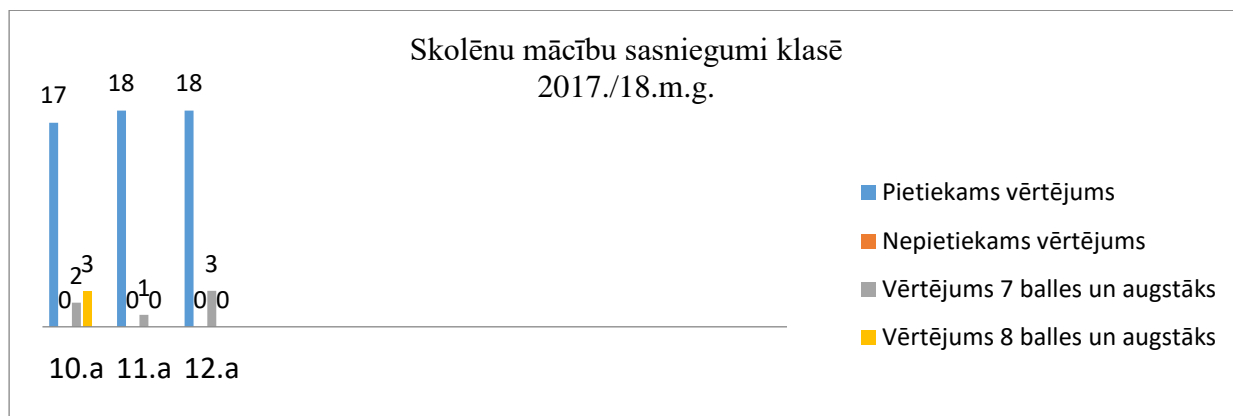 Skolēnu mācību sasniegumi klasē
2017./18.m.g.
17 0 2 3 18 0 1 0 18 0 3 0
10.a 11.a 12.a
Pietiekams vērtējums
Nepietiekams vērtējums
Vērtējums 7 balles un augstāks
Vērtējums 8 balles un augstāks